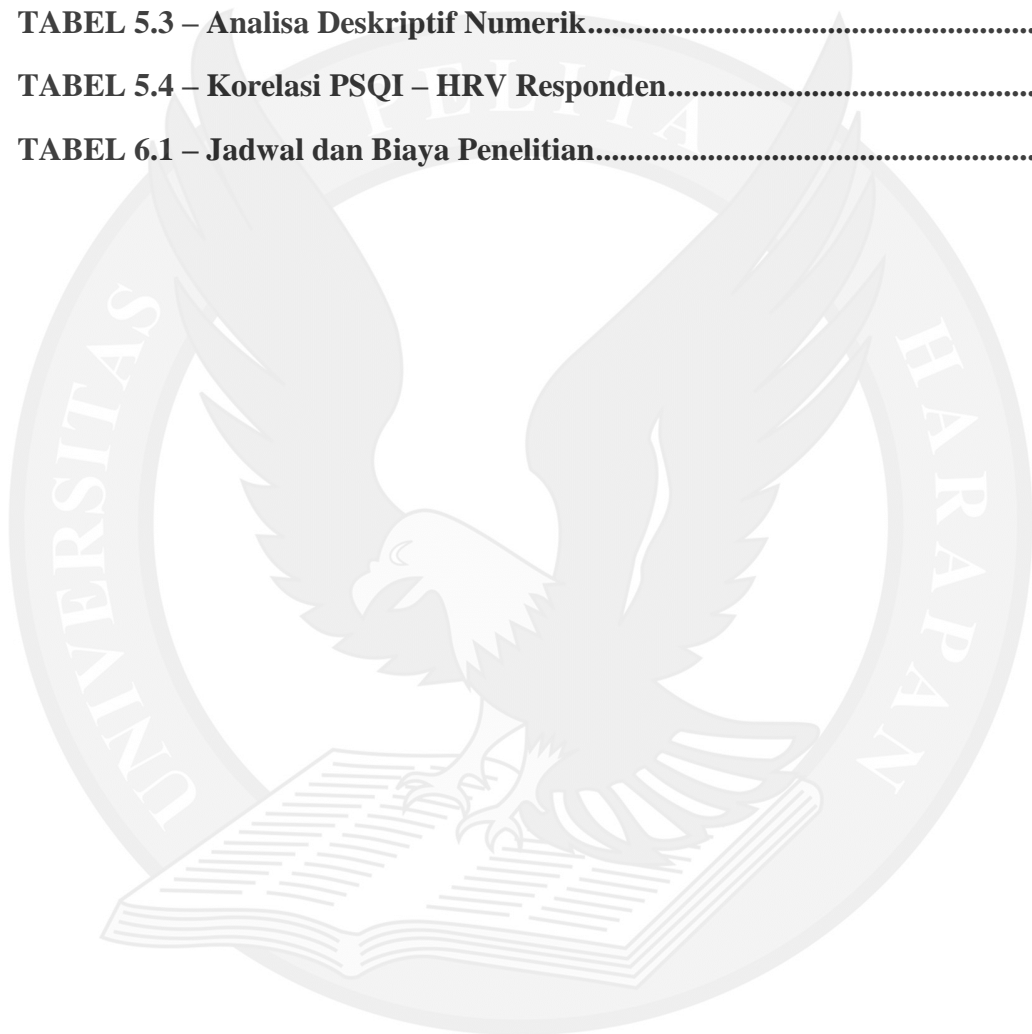 TABEL 5.3 – Analisa Deskriptif Numerik.......................................................
TABEL 5.4 – Korelasi PSQI – HRV Responden.............................................
TABEL 6.1 – Jadwal dan Biaya Penelitian......................................................
UNIVERSITAS PELITA HARAPAN